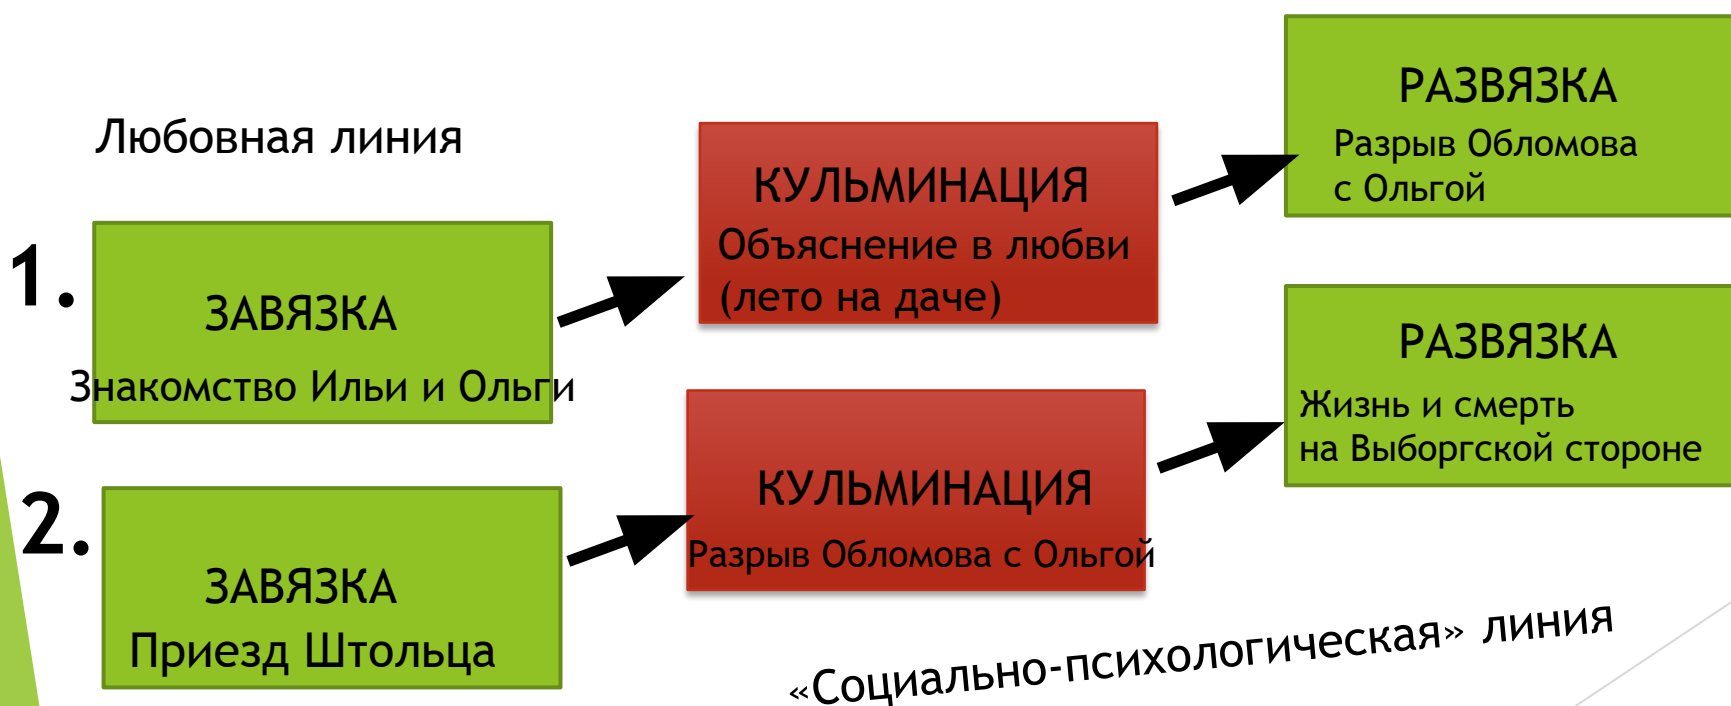 Любовная линия
1.
ЗАВЯЗКА
Знакомство Ильи и Ольги
КУЛЬМИНАЦИЯ
Объяснение в любви
(лето на даче)
РАЗВЯЗКА
Разрыв Обломова
с Ольгой
2.
ЗАВЯЗКА
Приезд Штольца
КУЛЬМИНАЦИЯ
Разрыв Обломова с Ольгой
РАЗВЯЗКА
Жизнь и смерть
на Выборгской стороне
«Социально-психологическая» линия